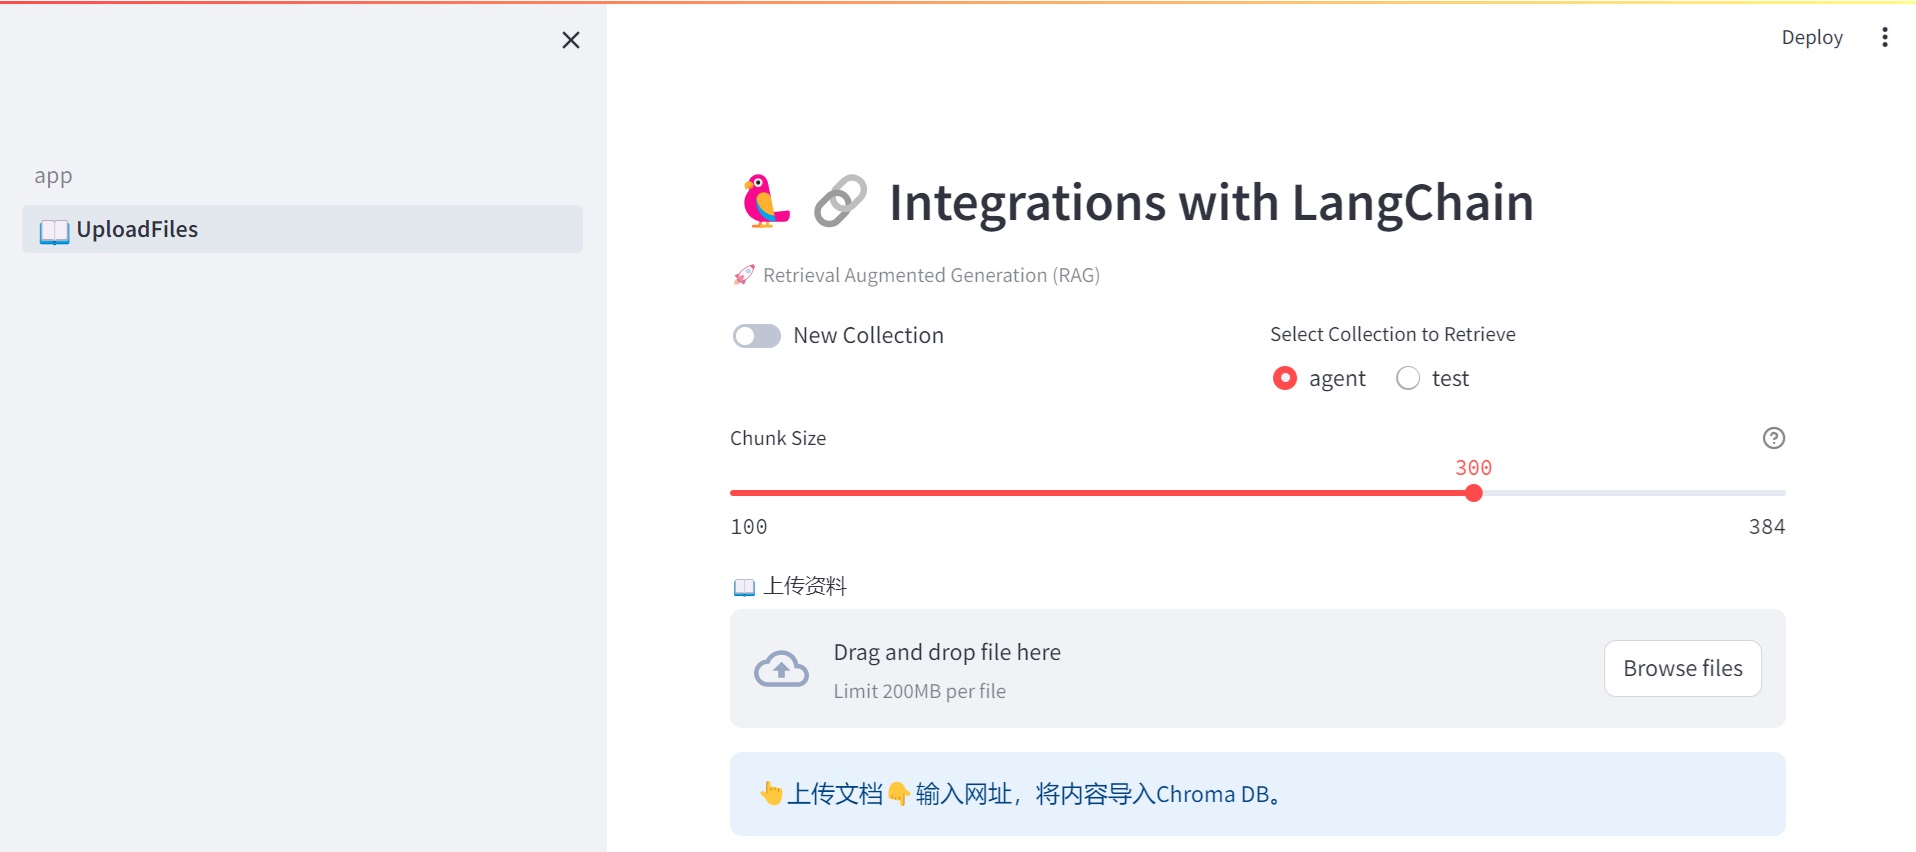 Deploy
app
UploadFiles
Integrations with LangChain
Retrieval Augmented Generation (RAG)
New Collection
Select Collection to Retrieve
agent test
Chunk Size
300
100 384
上传资料
Drag and drop file here
Limit 200MB per file
Browse files
👆上传文档👇输入网址，将内容导入Chroma DB。